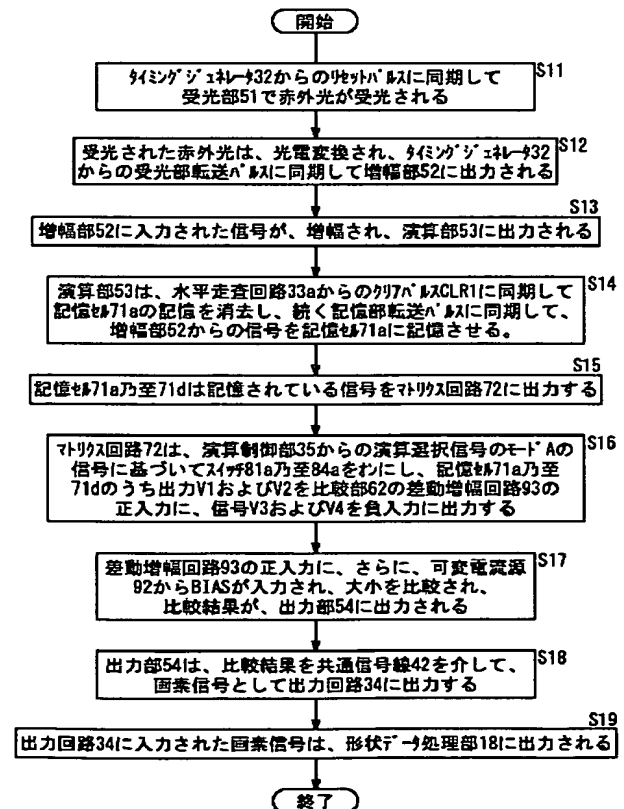 開始
S11
ﾀｲﾐﾝｸﾞｼﾞｪﾈﾚｰﾀ32からのﾘｾｯﾄﾊﾟﾙｽに同期して
受光部51で赤外光が受光される
S12
受光された赤外光は、光電変換され、ﾀｲﾐﾝｸﾞｼﾞｪﾈﾚｰﾀ32
からの受光部転送ﾊﾟﾙｽに同期して増幅部52に出力される
S13
増幅部52に入力された信号が、増幅され、演算部53に出力される
S14
演算部53は、水平走査回路33aからのｸﾘｱﾊﾟﾙｽCLR1に同期して
記憶ｾﾙ71aの記憶を消去し、続く記憶部転送ﾊﾟﾙｽに同期して、
増幅部52からの信号を記憶ｾﾙ71aに記憶させる。
S15
記憶ｾﾙ71a乃至71dは記憶されている信号をﾏﾄﾘｸｽ回路72に出力する
S16
ﾏﾄﾘｸｽ回路72は、演算制御部35からの演算選択信号のﾓｰﾄﾞAの
信号に基づいてｽｲｯﾁ81a乃至84aをｵﾝにし、記憶ｾﾙ71a乃至
71dのうち出力V1およびV2を比較部62の差動増幅回路93の
正入力に、信号V3およびV4を負入力に出力する
S17
差動増幅回路93の正入力に、さらに、可変電流源
92からBIASが入力され、大小を比較され、
比較結果が、出力部54に出力される
S18
出力部54は、比較結果を共通信号線42を介して、
画素信号として出力回路34に出力する
S19
出力回路34に入力された画素信号は、形状ﾃﾞｰﾀ処理部18に出力される
終了